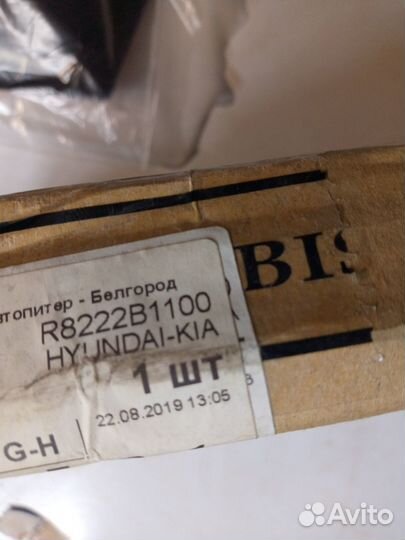 BIS
втопитер - Белгород
R8222B1100
HYUNDAI-KIA
1 ШТ
22.08.2019 13:05
G-H
Avito